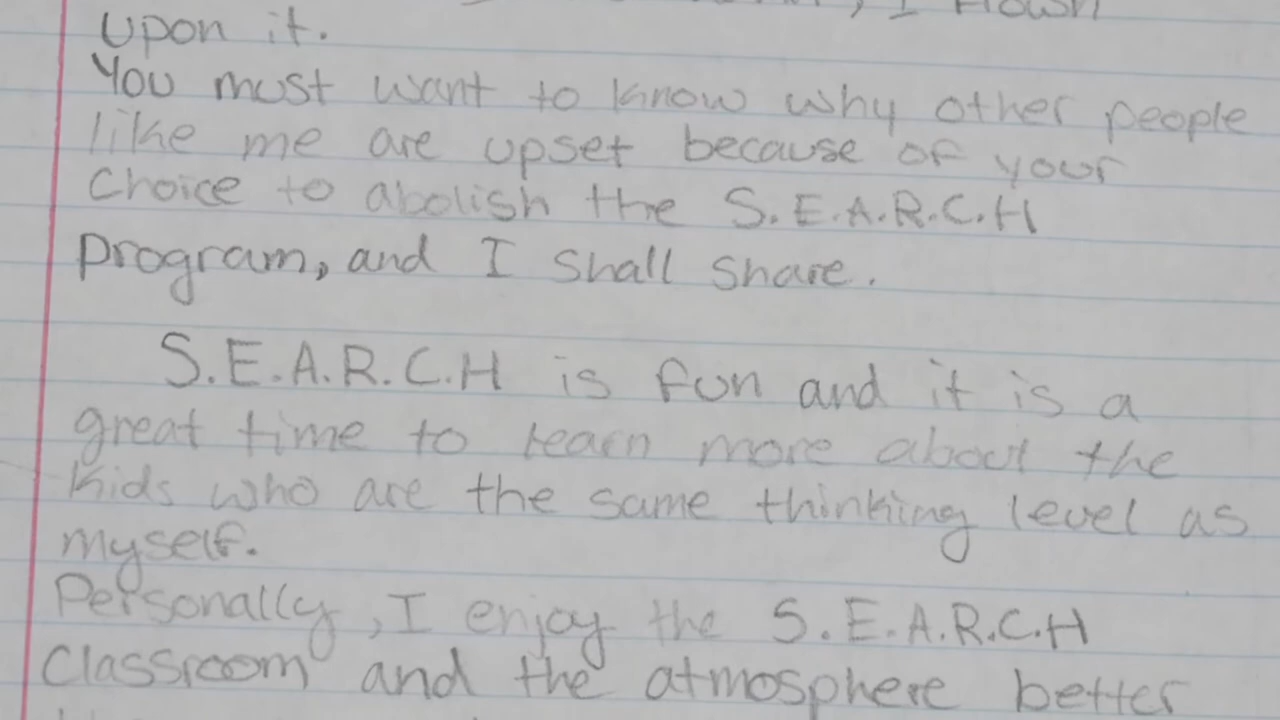 , I frown
upon it.
You must want to know why other people
like me are upset because of your
choice to abolish the S.E.A.R.C.H
program, and I shall share.
S.E.A.R.C.H is fun and it is a
great time to learn more about the
kids who are the same thinking level as
myself.
Personally, I enjoy the S.E.A.R.C.H
classroom and the atmosphere better